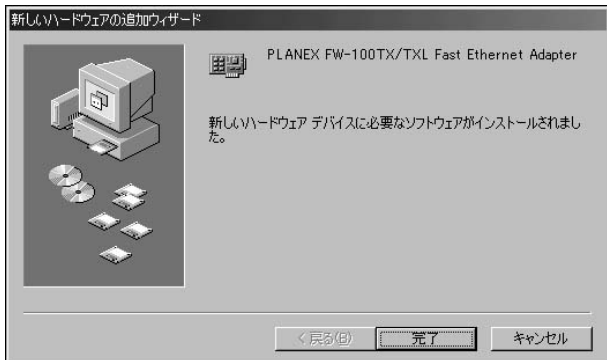 新しいハードウェアの追加ウィザード
PLANEX FW-100TX/TXL Fast Ethernet Adapter
新しいハードウェア デバイスに必要なソフトウェアがインストールされまし
た。
< 戻る(B)
完了
キャンセル